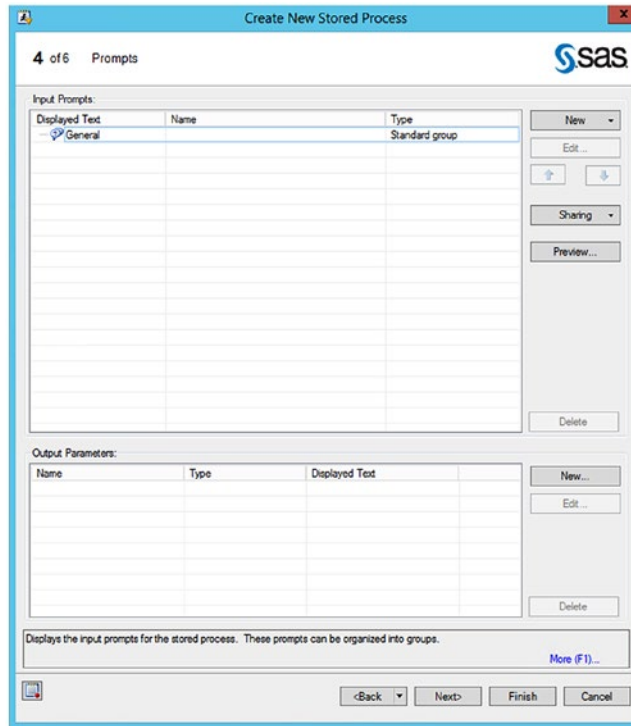 Create New Stored Process
x
4 of 6 Prompts
sas
Input Prompts:
Displayed Text Name Type
General Standard group
New
Edit...
Sharing
Preview...
Delete
Output Parameters:
Name Type Displayed Text
New...
Edit...
Delete
Displays the input prompts for the stored process. These prompts can be organized into groups.
More (F1)...
<Back Next> Finish Cancel